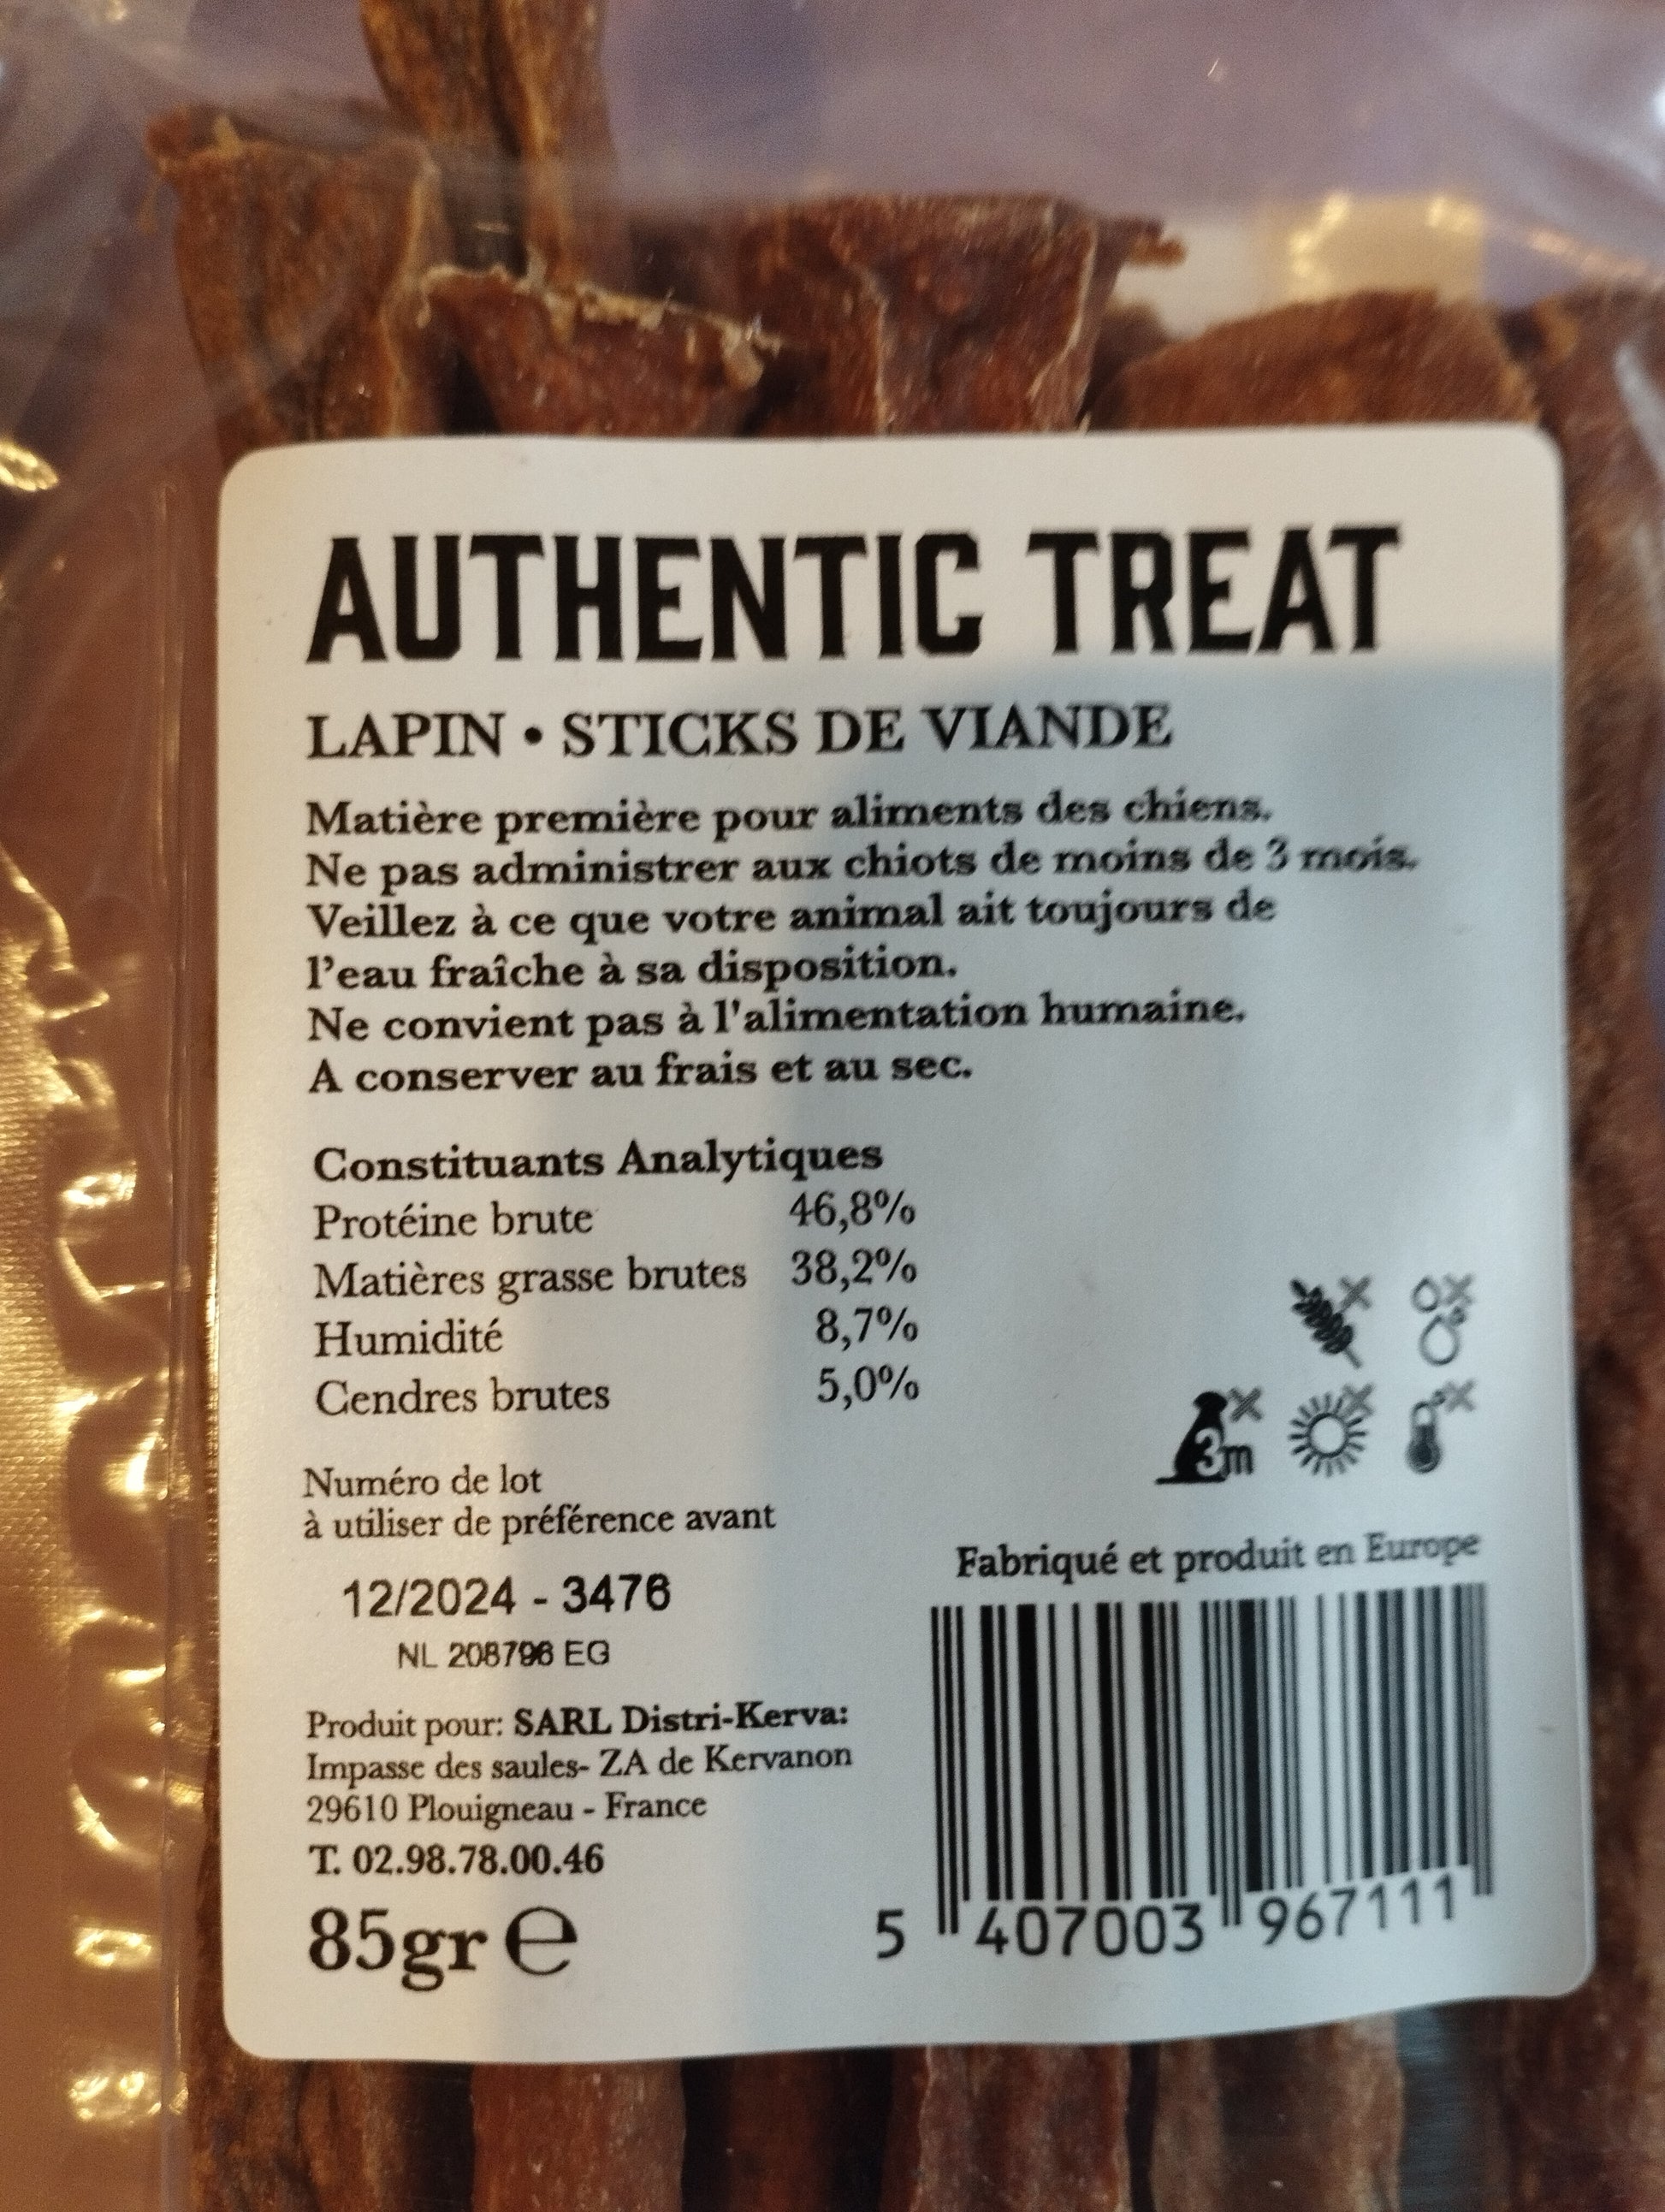 AUTHENTIC TREAT
LAPIN • STICKS DE VIANDE
Matière première pour aliments des chiens.
Ne pas administrer aux chiots de moins de 3 mois.
Veillez à ce que votre animal ait toujours de
l'eau fraîche à sa disposition.
Ne convient pas à l'alimentation humaine.
A conserver au frais et au sec.
Constituants Analytiques
Protéine brute 46,8%
Matières grasse brutes 38,2%
Humidité 8,7%
Cendres brutes 5,0%
3m
Numéro de lot
à utiliser de préférence avant
12/2024 - 3476
NL 208796 EG
Fabriqué et produit en Europe
Produit pour: SARL Distri-Kerva:
Impasse des saules- ZA de Kervanon
29610 Plouigneau - France
T. 02.98.78.00.46
85gr e
5 407003 967111